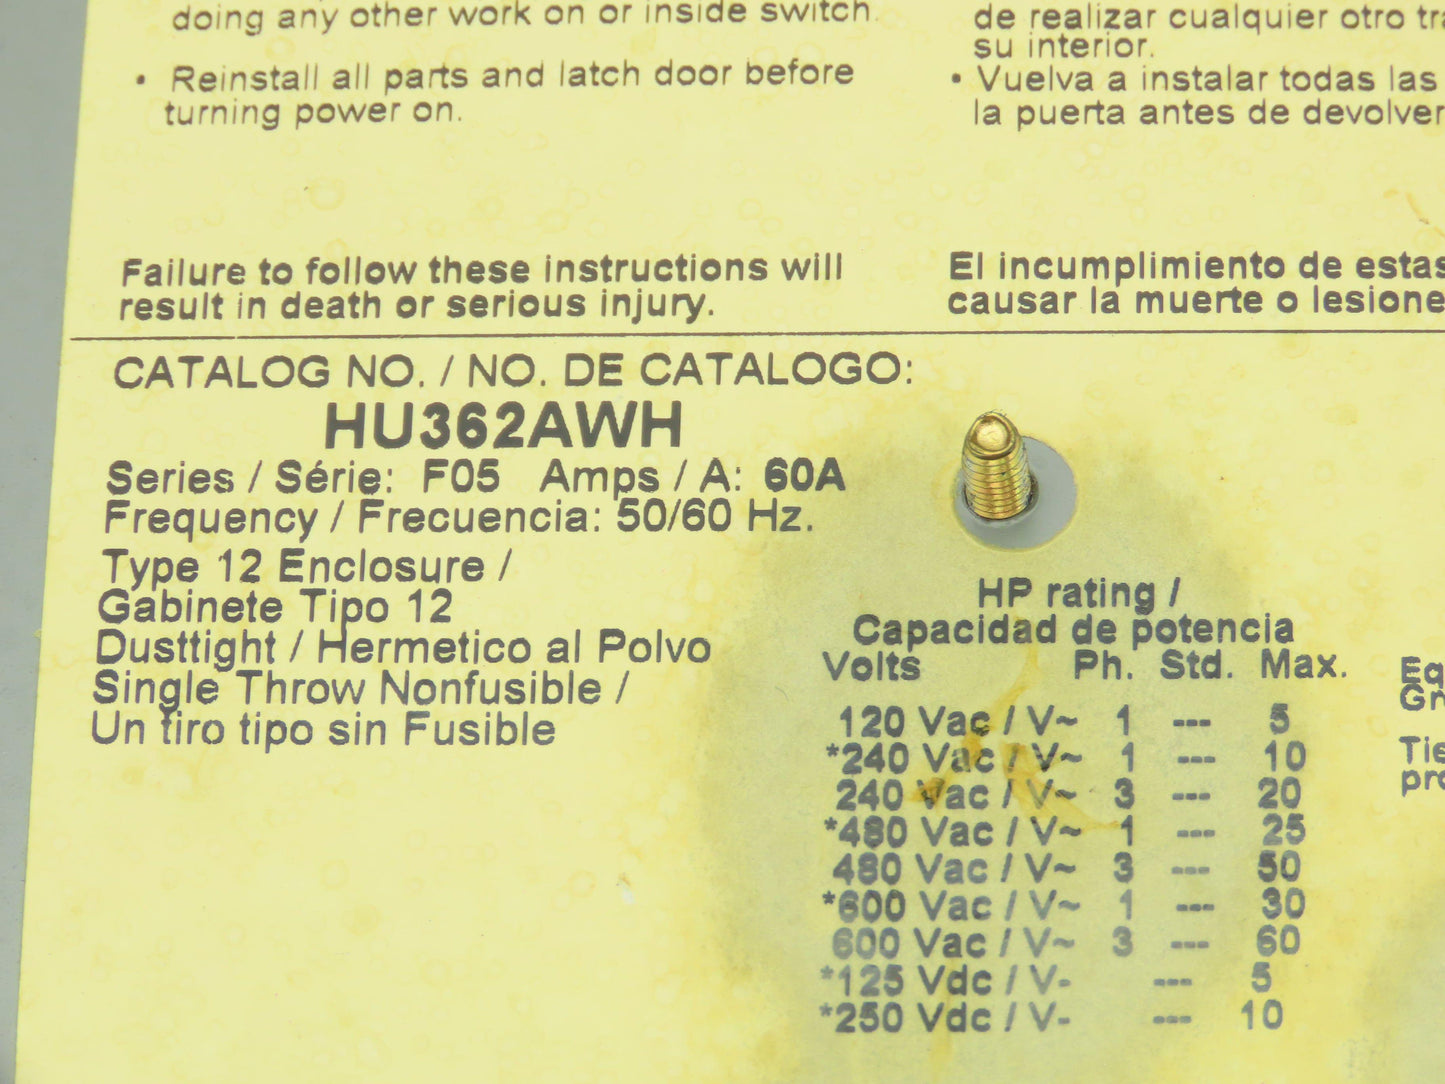 doing any other work on or inside switch.
• Reinstall all parts and latch door before
turning power on.
Failure to follow these instructions will
result in death or serious injury.
de realizar cualquier otro
su interior.
• Vuelva a instalar todas las
la puerta antes de devolver
El incumplimiento de estas
causar la muerte o lesione
CATALOG NO. / NO. DE CATALOGO:
HU362AWH
Series / Série: F05 Amps / A: 60A
Frequency / Frecuencia: 50/60 Hz.
Type 12 Enclosure /
Gabinete Tipo 12
Dusttight / Hermetico al Polvo
Single Throw Nonfusible /
Un tiro tipo sin Fusible
HP rating /
Capacidad de potencia
Volts Ph. Std. Max.
120 Vac / V~ 1 --- 5
*240 Vac / V~ 1 --- 10
240 Vac / V~ 3 --- 20
*480 Vac / V~ 1 --- 25
480 Vac / V~ 3 --- 50
*600 Vac / V~ 1 --- 30
600 Vac / V~ 3 --- 60
*125 Vdc / V- --- 5
*250 Vdc / V- --- 10